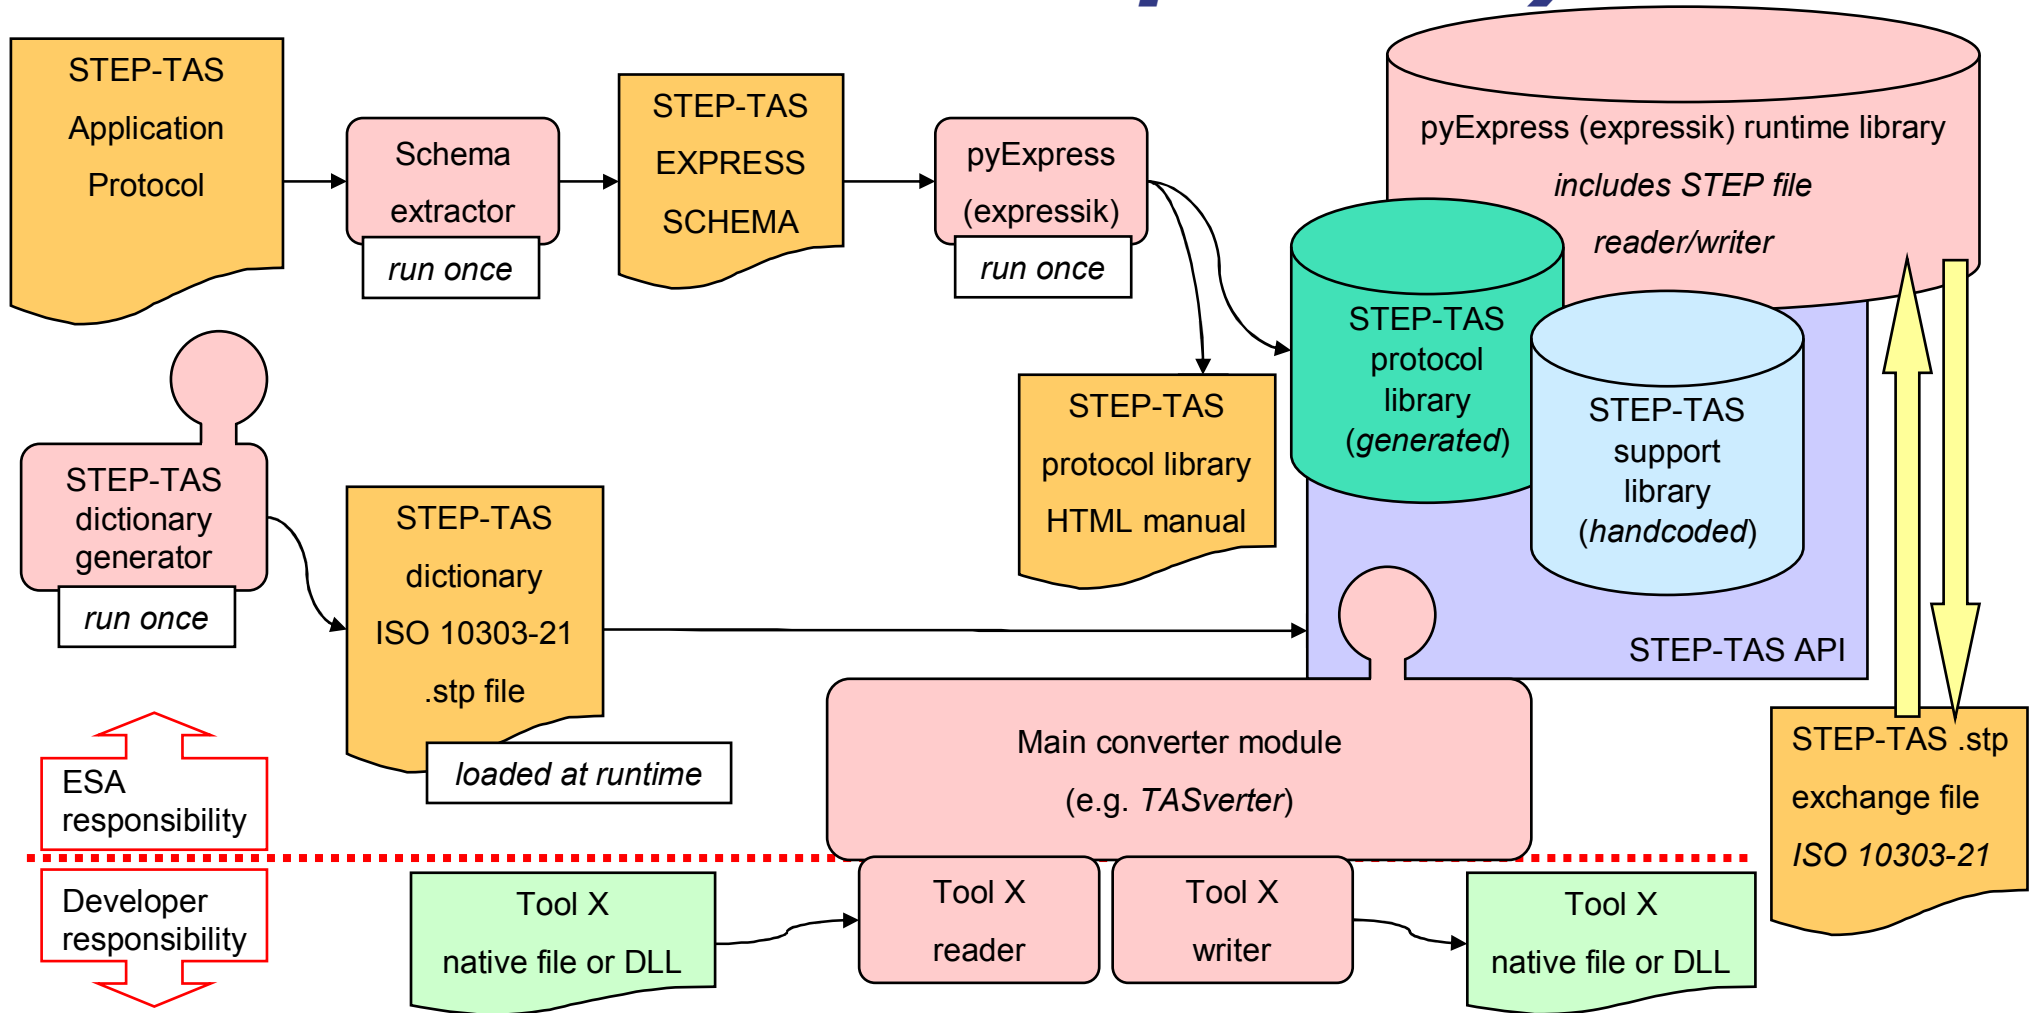 STEP-TAS
Application
Protocol
Schema
extractor
run once
STEP-TAS
EXPRESS
SCHEMA
pyExpress
(expressik)
run once
pyExpress (expressik) runtime library
includes STEP file
reader/writer
STEP-TAS
protocol
library
(generated)
STEP-TAS
support
library
(handcoded)
STEP-TAS API
STEP-TAS
protocol library
HTML manual
STEP-TAS
dictionary
generator
run once
STEP-TAS
dictionary
ISO 10303-21
.stp file
loaded at runtime
Main converter module
(e.g. TASverter)
STEP-TAS .stp
exchange file
ISO 10303-21
ESA
responsibility
Developer
responsibility
Tool X
native file or DLL
Tool X
reader
Tool X
writer
Tool X
native file or DLL